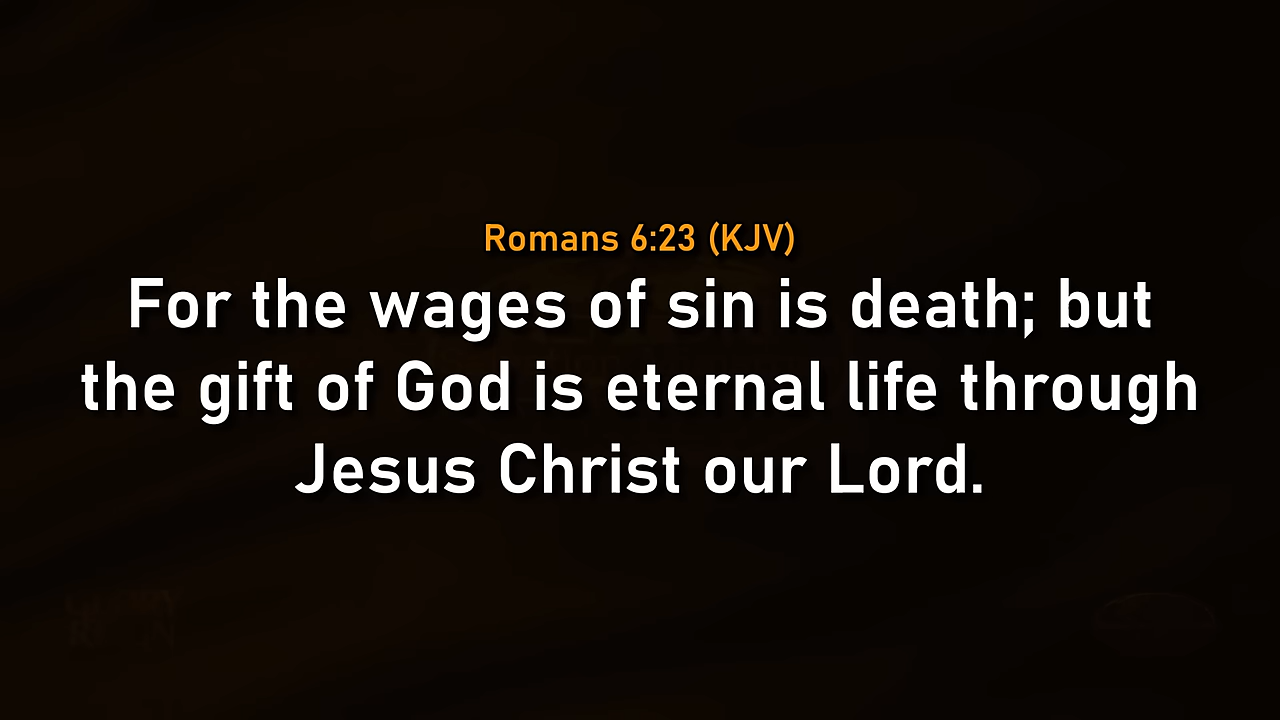 Romans 6:23 (KJV)
For the wages of sin is death; but
the gift of God is eternal life through
Jesus Christ our Lord.